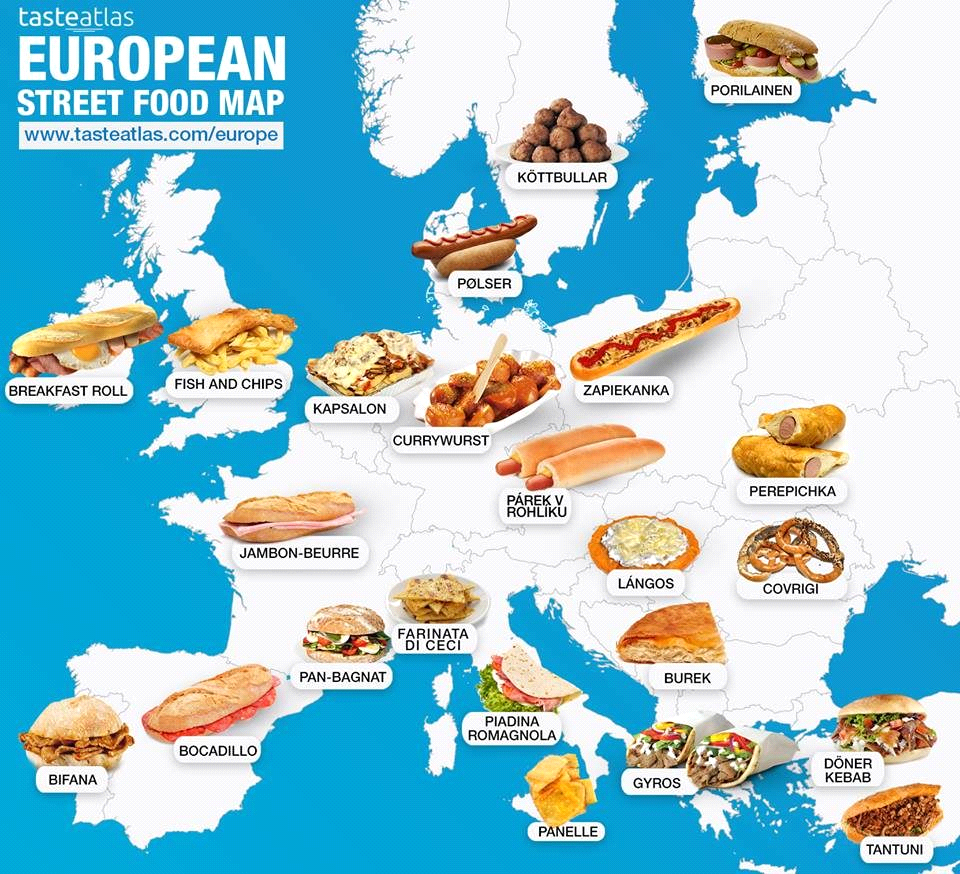 tasteatlas
EUROPEAN
STREET FOOD MAP
www.tasteatlas.com/europe
PORILAINEN
KÖTTBULLAR
PØLSER
BREAKFAST ROLL
FISH AND CHIPS
KAPSALON
CURRYWURST
ZAPIEKANKA
PÁREK V
ROHLÍKU
PEREPICHKA
JAMBON-BEURRE
LÁNGOS
COVRIGI
FARINATA
DI CECI
PAN-BAGNAT
BUREK
PIADINA
ROMAGNOLA
BOCADILLO
BIFANA
GYROS
DÖNER
KEBAB
PANELLE
TANTUNI